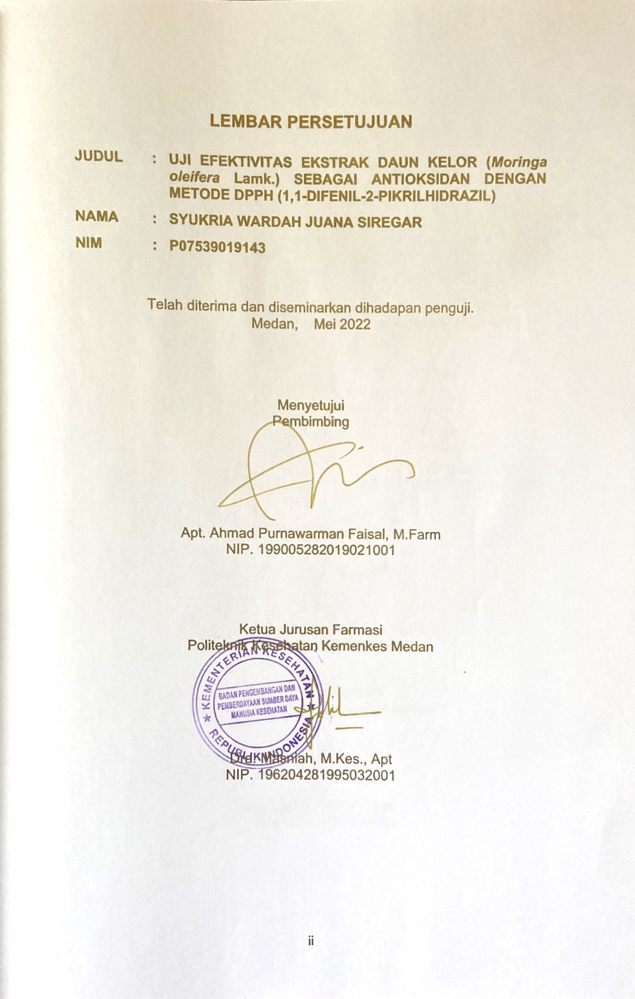 LEMBAR PERSETUJUAN
JUDUL : UJI EFEKTIVITAS EKSTRAK DAUN KELOR (Moringa
oleifera Lamk.) SEBAGAI ANTIOKSIDAN DENGAN
METODE DPPH (1,1-DIFENIL-2-PIKRILHIDRAZIL)
NAMA : SYUKRIA WARDAH JUANA SIREGAR
NIM : P07539019143
Telah diterima dan diseminarkan dihadapan penguji.
Medan, Mei 2022
Menyetujui
Pembimbing
Apt. Ahmad Purnawarman Faisal, M.Farm
NIP. 199005282019021001
Ketua Jurusan Farmasi
Politeknik Kesehatan Kemenkes Medan
KEMENTERIAN KESEHATAN
BADAN PENGEMBANGAN DAN
PEMBERDAYAAN SUMBER DAYA
MANUSIA KESEHATAN
REPUBLIK INDONESIA
Dra. Masniah, M.Kes., Apt
NIP. 196204281995032001
ii